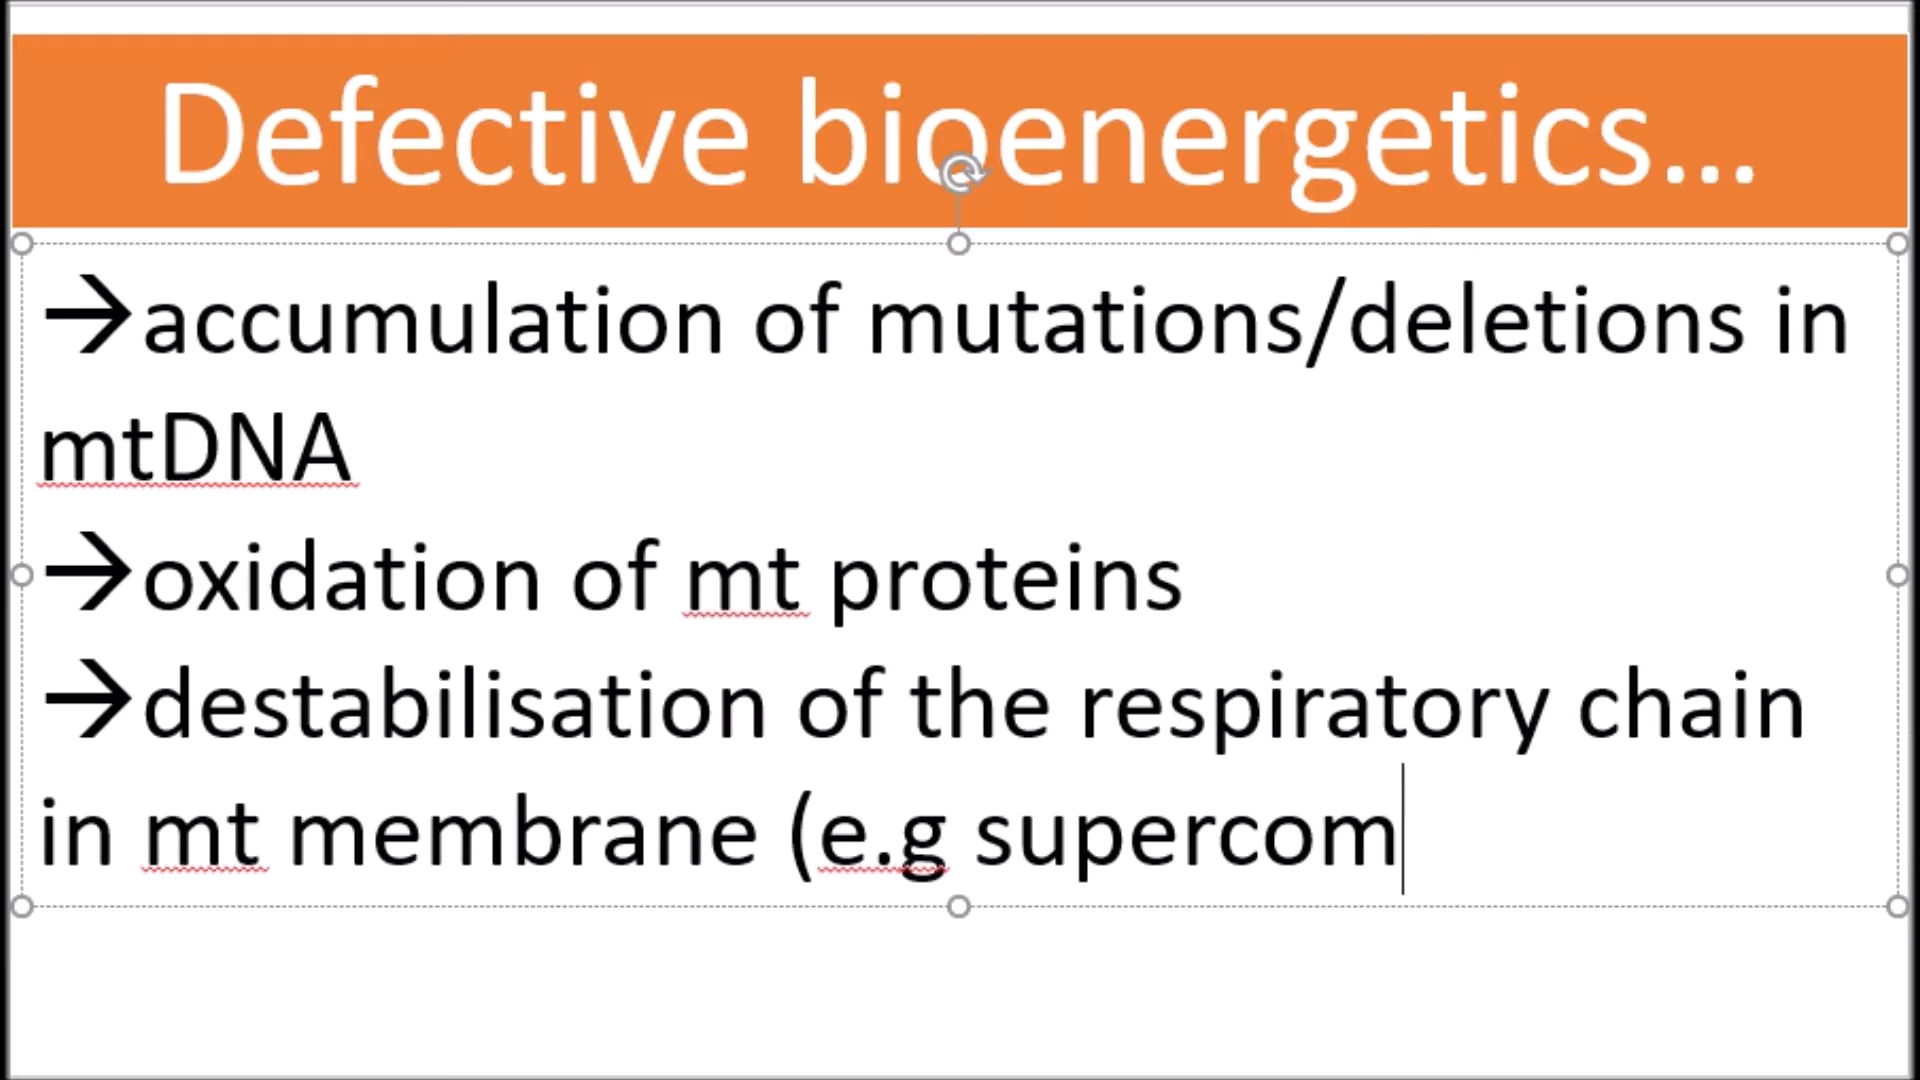 Defective bioenergetics...
→accumulation of mutations/deletions in
mtDNA
→oxidation of mt proteins
→destabilisation of the respiratory chain
in mt membrane (e.g supercom